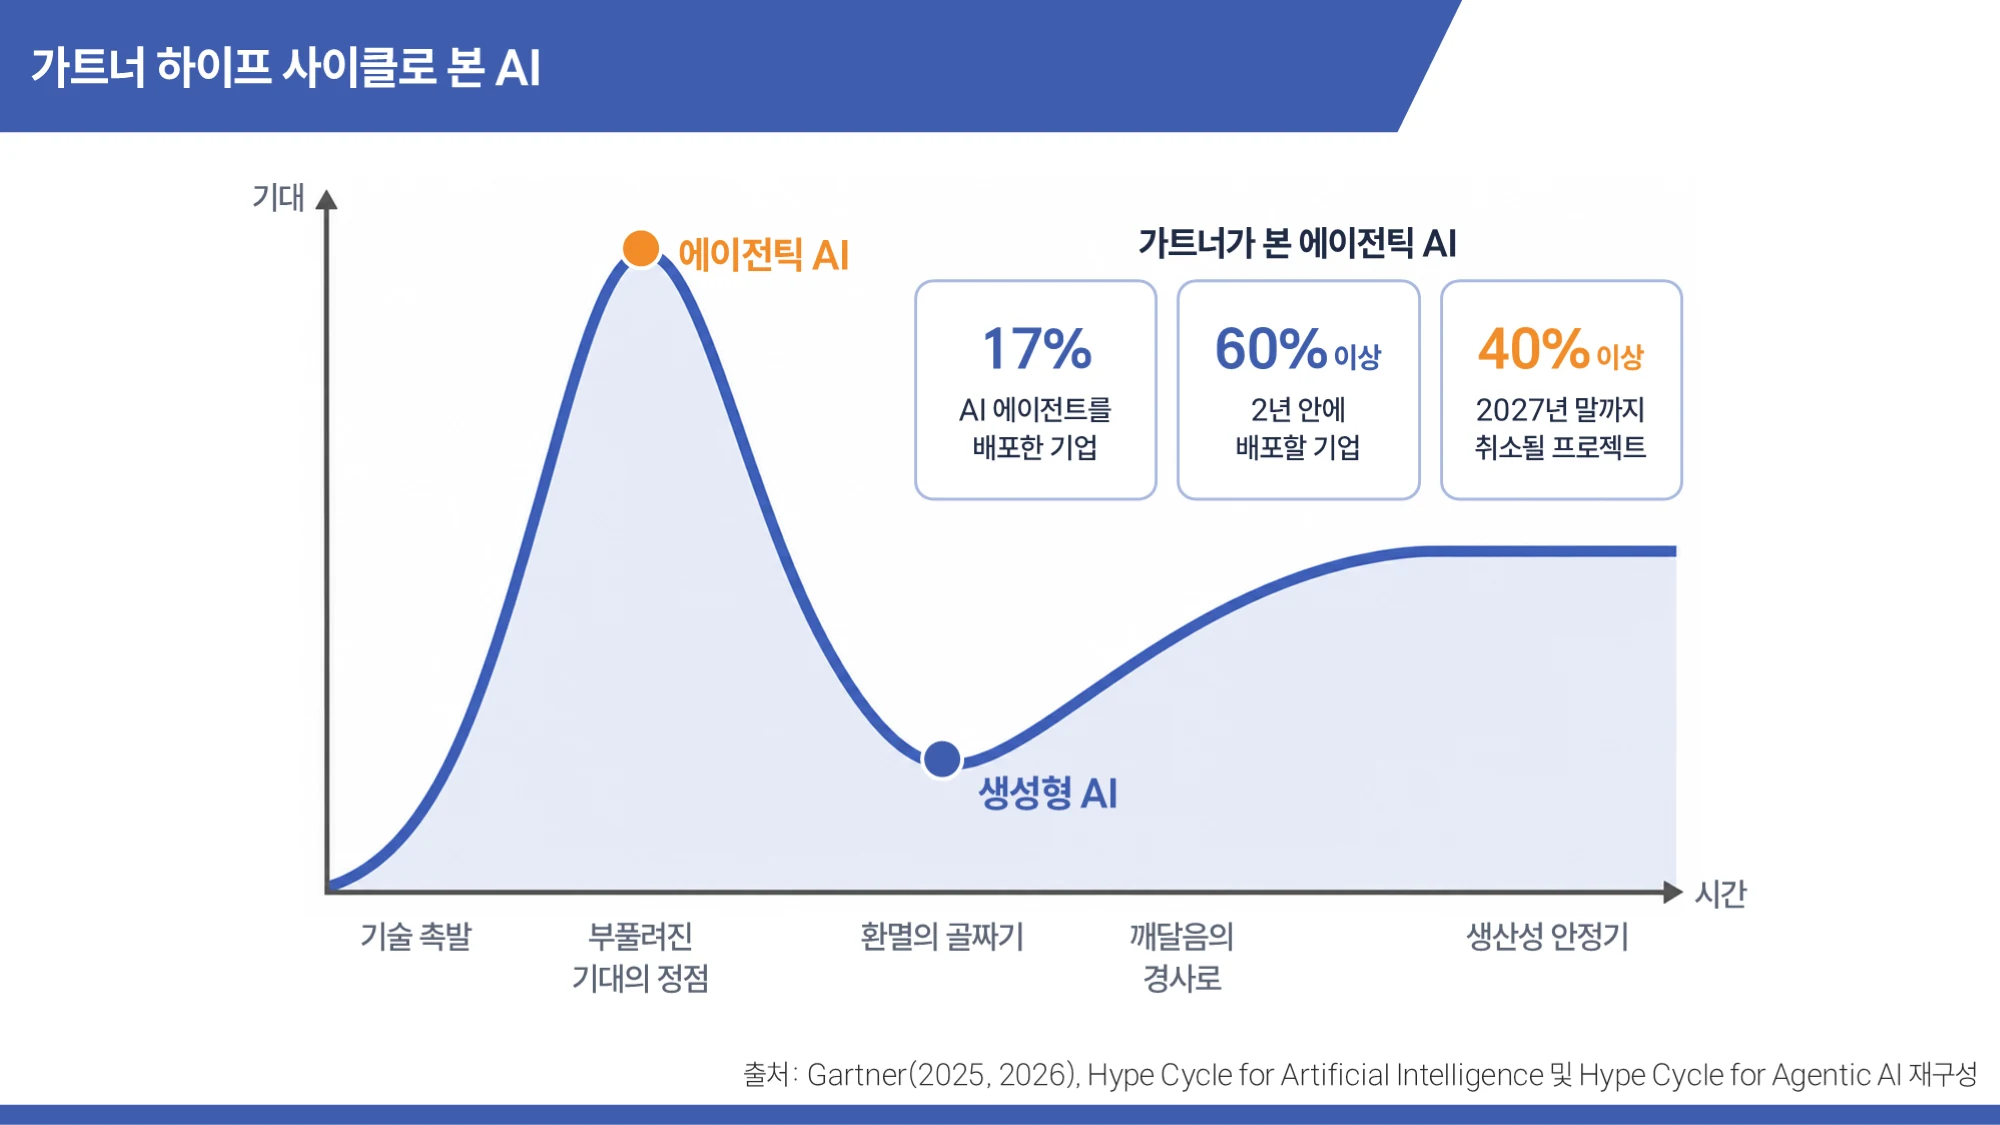 가트너 하이프 사이클로 본 AI
기대
에이전틱 AI
가트너가 본 에이전틱 AI
17%
AI 에이전트를
배포한 기업
60% 이상
2년 안에
배포할 기업
40% 이상
2027년 말까지
취소될 프로젝트
생성형 AI
시간
기술 촉발
부풀려진
기대의 정점
환멸의 골짜기
깨달음의
경사로
생산성 안정기
출처: Gartner(2025, 2026), Hype Cycle for Artificial Intelligence 및 Hype Cycle for Agentic AI 재구성